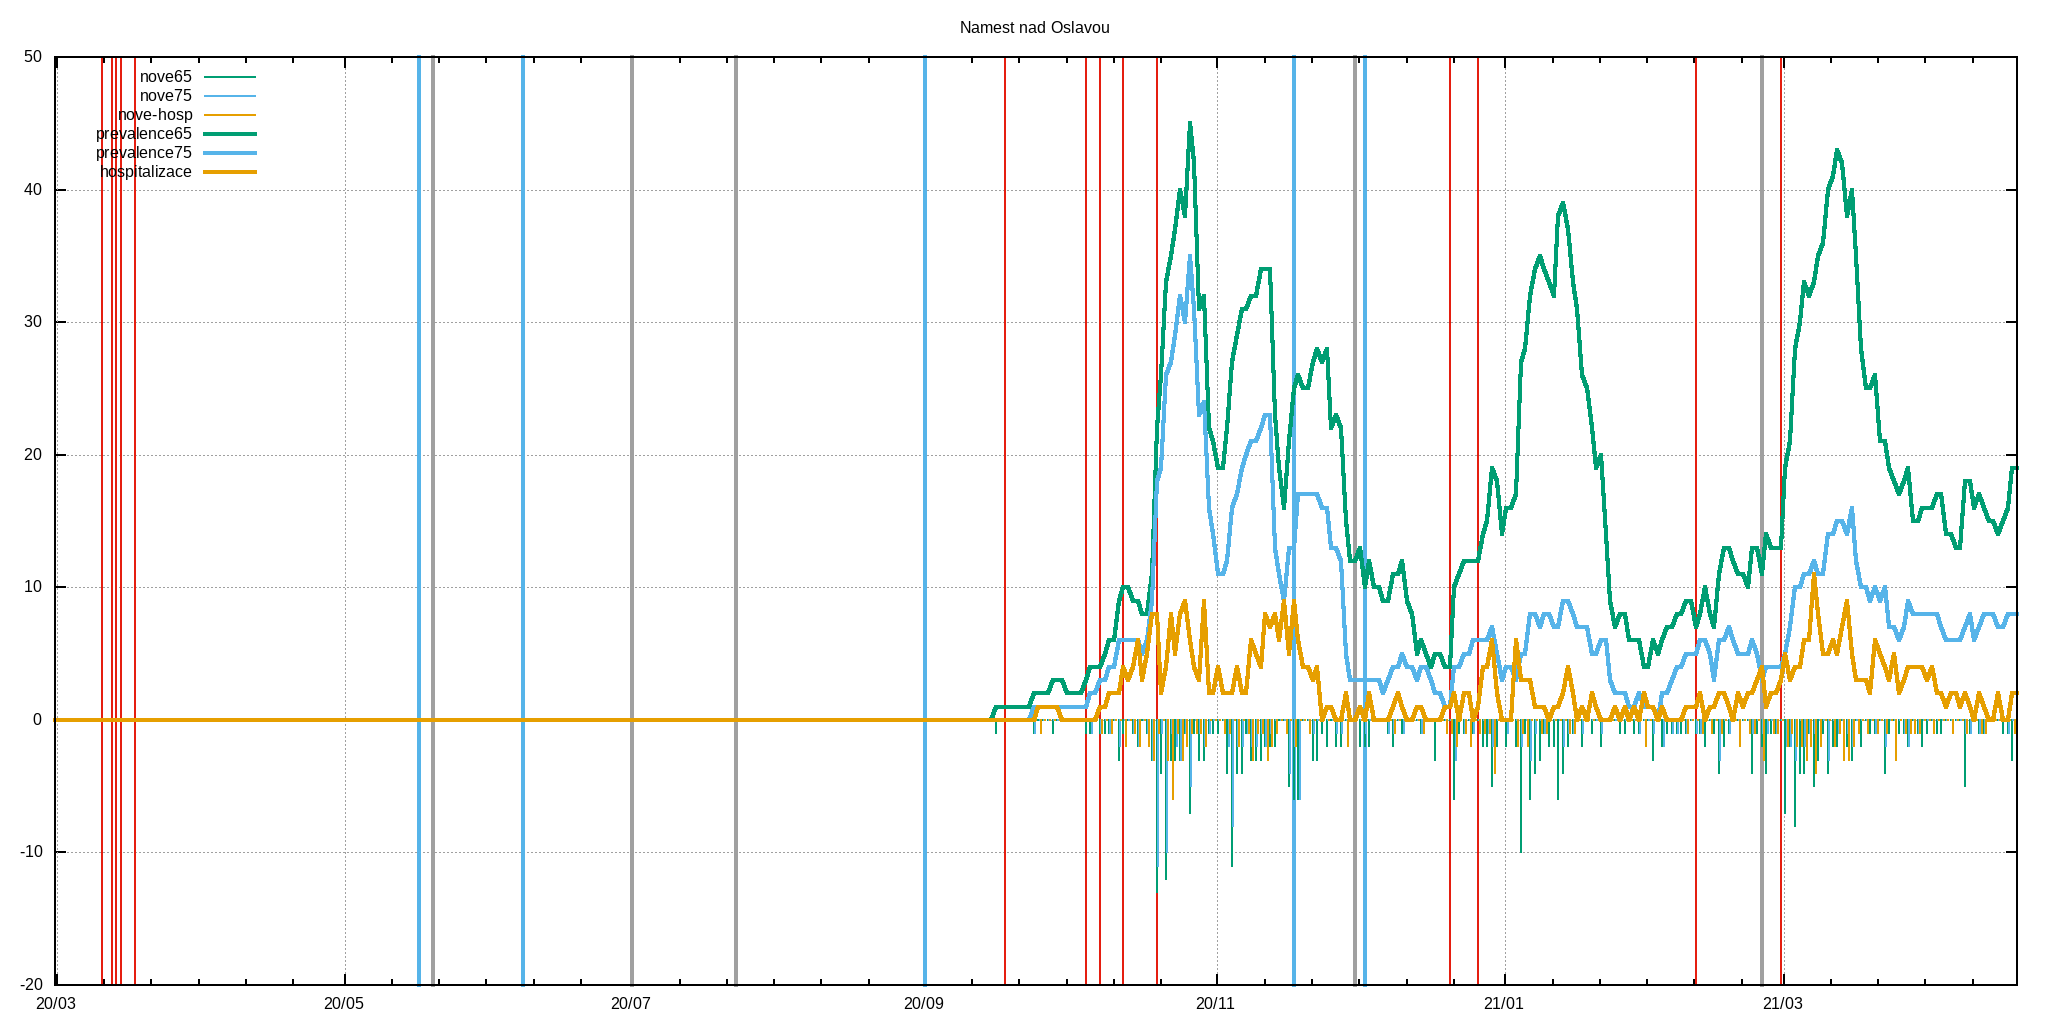 Namest nad Oslavou
50
nove65
nove75
nove-hosp
prevalence65
prevalence75
hospitalizace
40
30
20
10
0
-10
-20
20/03 20/05 20/07 20/09 20/11 21/01 21/03